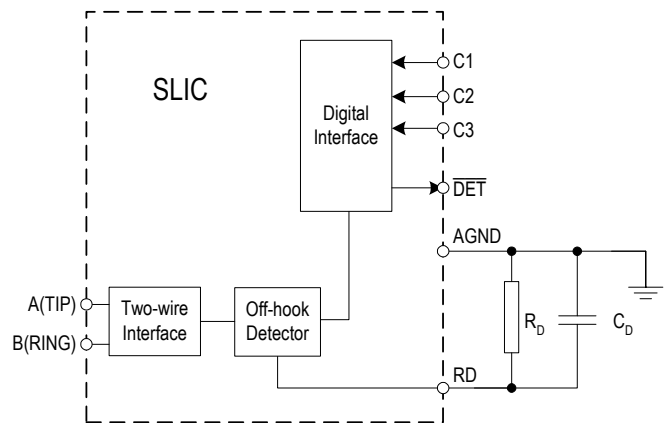 SLIC
Digital
Interface
C1
C2
C3
DET
AGND
A(TIP)
B(RING)
Two-wire
Interface
Off-hook
Detector
RD
CD
RD